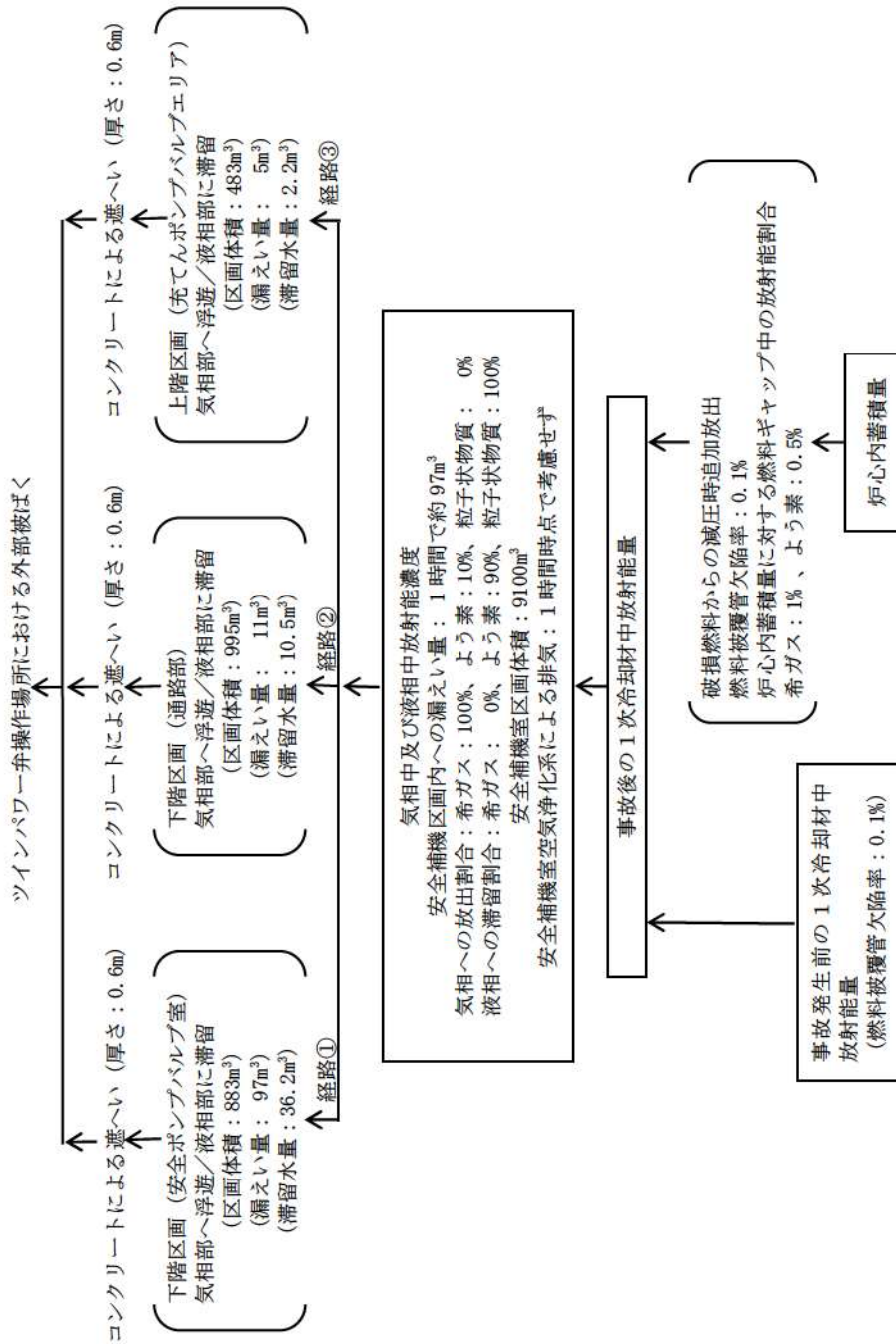 ツインパワー弁操作場所における外部被ばく
コンクリートによる遮へい (厚さ:0.6m)
コンクリートによる遮へい (厚さ:0.6m)
コンクリートによる遮へい (厚さ:0.6m)
下階区画 (安全ポンプバルブ室)
気相部へ浮遊/液相部に滞留
(区画体積:883m³)
(漏えい量: 97m³)
(滞留水量:36.2m³)
経路①
下階区画 (通路部)
気相部へ浮遊/液相部に滞留
(区画体積:995m³)
(漏えい量: 11m³)
(滞留水量:10.5m³)
経路②
上階区画 (充てんポンプバルブエリア)
気相部へ浮遊/液相部に滞留
(区画体積:483m³)
(漏えい量: 5m³)
(滞留水量:2.2m³)
経路③
気相中及び液相中放射能濃度
安全補機区画内への漏えい量:1時間で約97m³
気相への放出割合:希ガス:100%、よう素:10%、粒子状物質: 0%
液相への滞留割合:希ガス: 0%、よう素:90%、粒子状物質:100%
安全補機室区画体積:9100m³
安全補機室空気浄化系による排気:1時間時点で考慮せず
事故後の1次冷却材中放射能量
事故発生前の1次冷却材中
放射能量
(燃料被覆管欠陥率:0.1%)
破損燃料からの減圧時追加放出
燃料被覆管欠陥率:0.1%
炉心内蓄積量に対する燃料ギャップ中の放射能割合
希ガス:1%、よう素:0.5%
炉心内蓄積量